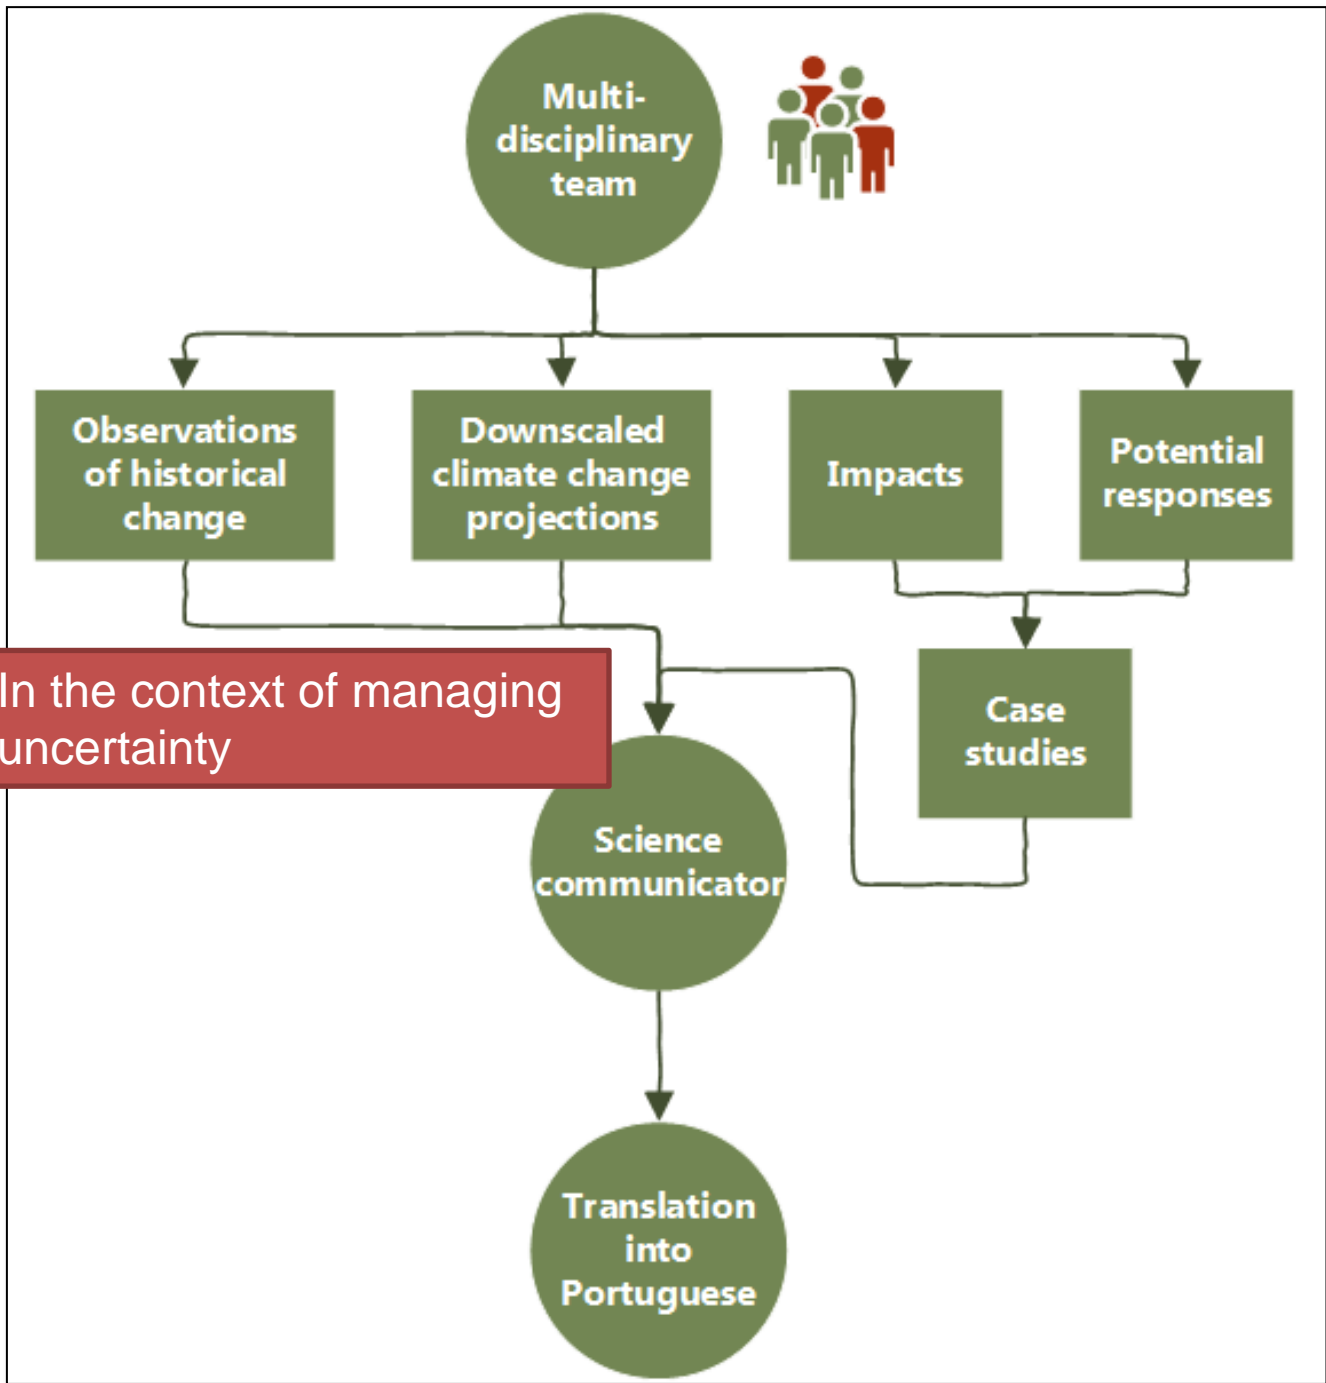 Multi-
disciplinary
team
Observations
of historical
change
Downscaled
climate change
projections
Impacts
Potential
responses
In the context of managing
uncertainty
Case
studies
Science
communicator
Translation
into
Portuguese